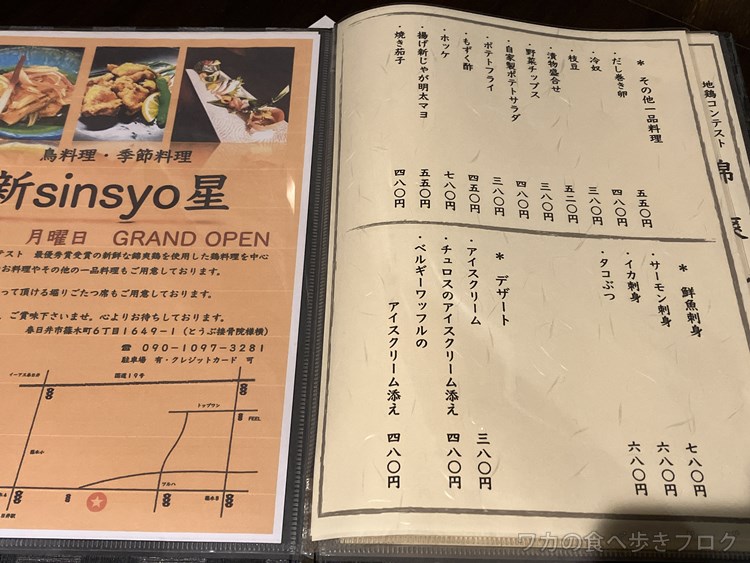 鳥料理・季節料理
新sinsyo星
月曜日 GRAND OPEN
テスト 最優秀賞受賞の新鮮な錦爽鶏を使用した鶏料理を中心
お料理やその他の一品料理もご用意しております。
って頂ける堀りごたつ席もご用意しております。
、ご賞味下さいませ。心よりお待ちしております。
春日井市篠木町6丁目1649−1（とうぶ接骨院様横）
☎ 090-1097-3281
駐車場 有・クレジットカード 可
国道19号
トップワン
FEEL
ツルハ
地鶏コンテスト
＊ その他一品料理
・だし巻き卵 五五〇円
・冷奴 四八〇円
・枝豆 三八〇円
・漬物盛合せ 五二〇円
・野菜チップス 三八〇円
・自家製ポテトサラダ 四八〇円
・ポテトフライ 三八〇円
・もずく酢 四五〇円
・ホッケ 七八〇円
・揚げ新じゃが明太マヨ 五五〇円
・焼き茄子 四八〇円
＊ 鮮魚刺身
・サーモン刺身 七八〇円
・イカ刺身 六八〇円
・タコぶつ 六八〇円
＊ デザート
・アイスクリーム 三八〇円
・チュロスのアイスクリーム添え 四八〇円
・ベルギーワッフルの
アイスクリーム添え 四八〇円
ワカの食べ歩きブログ